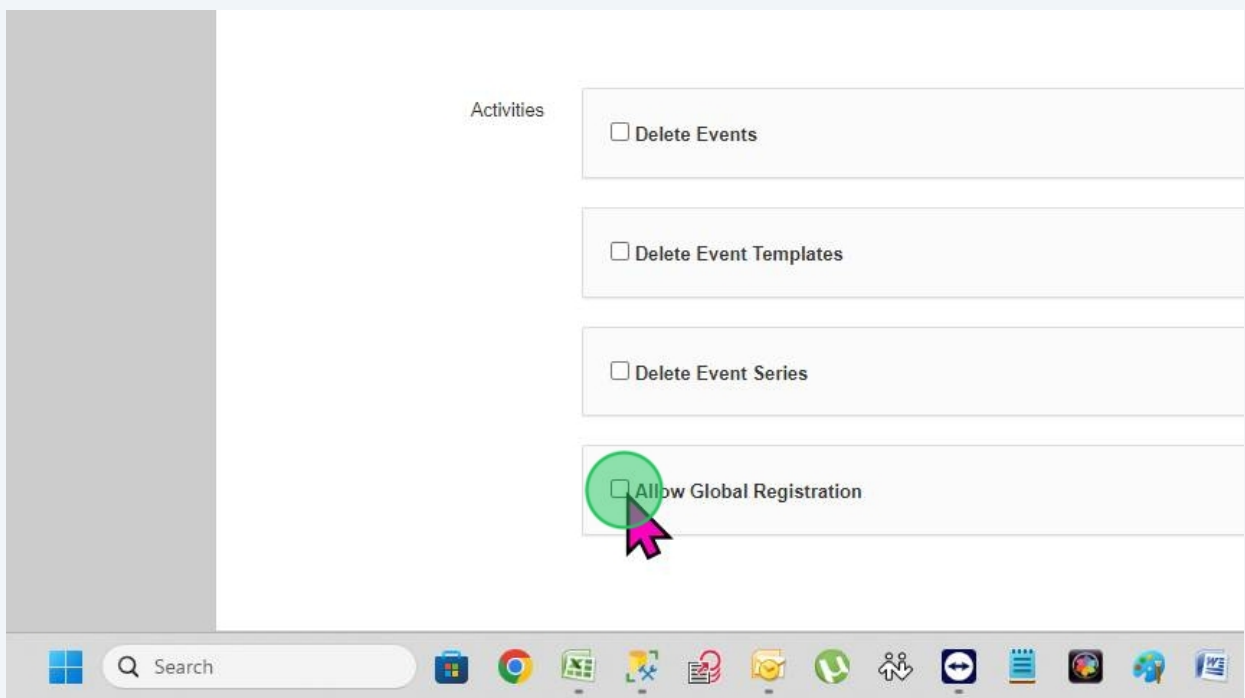 Activities
Delete Events
Delete Event Templates
Delete Event Series
Allow Global Registration
Search